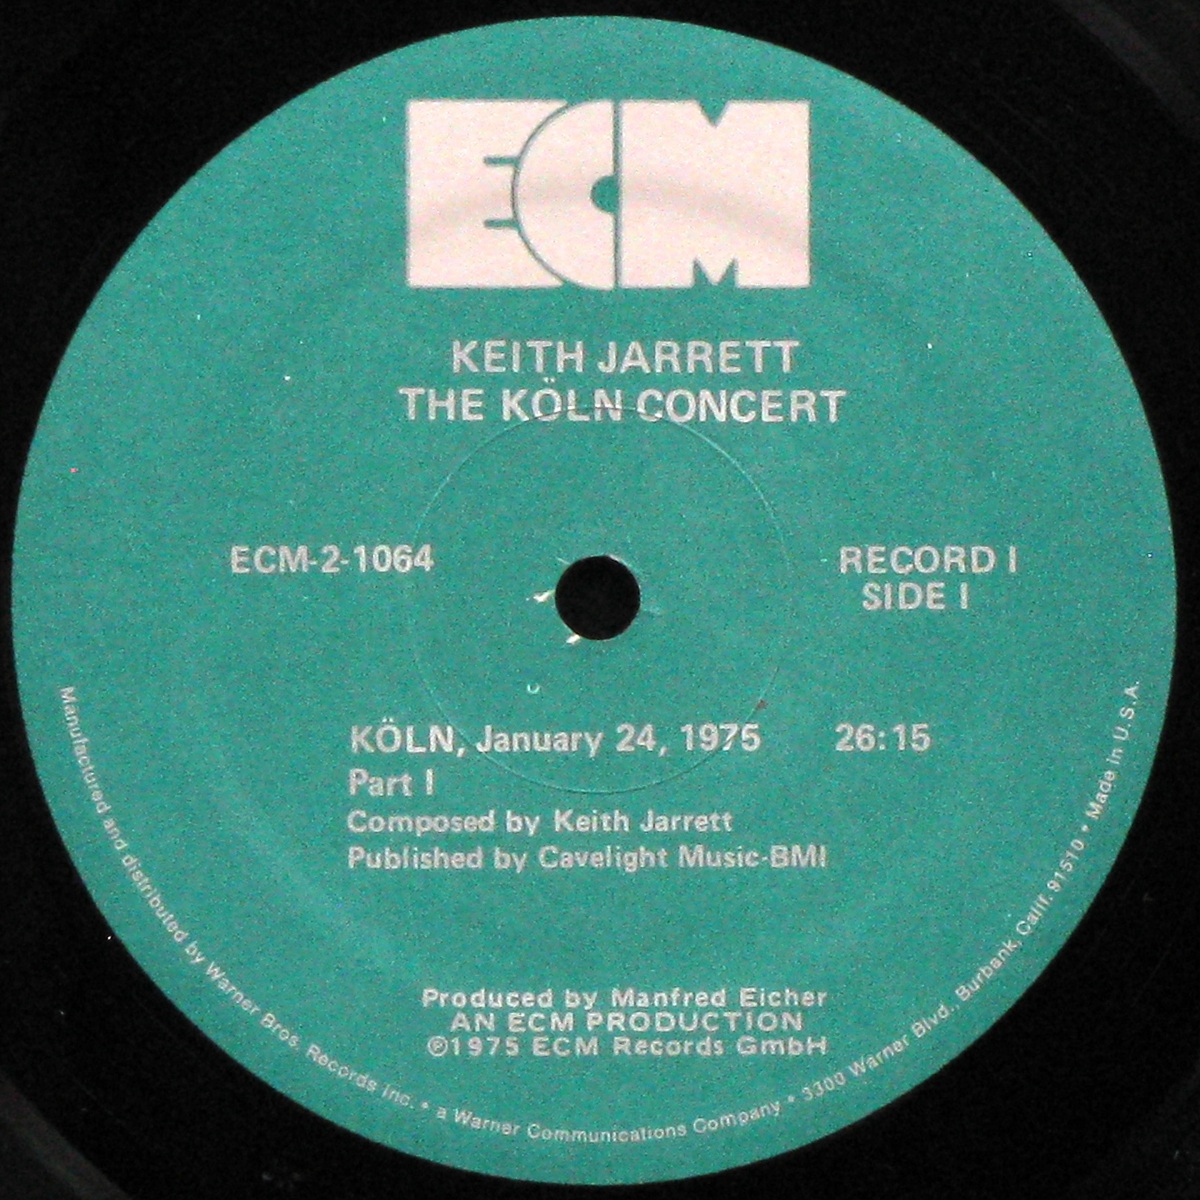 ECM
KEITH JARRETT
THE KÖLN CONCERT
ECM-2-1064
RECORD I
SIDE I
KÖLN, January 24, 1975 26:15
Part I
Composed by Keith Jarrett
Published by Cavelight Music-BMI
Produced by Manfred Eicher
AN ECM PRODUCTION
℗1975 ECM Records GmbH
Manufactured and distributed by Warner Bros. Records Inc. • a Warner Communications Company • 3300 Warner Blvd., Burbank, Calif. 91510 • Made in U.S.A.